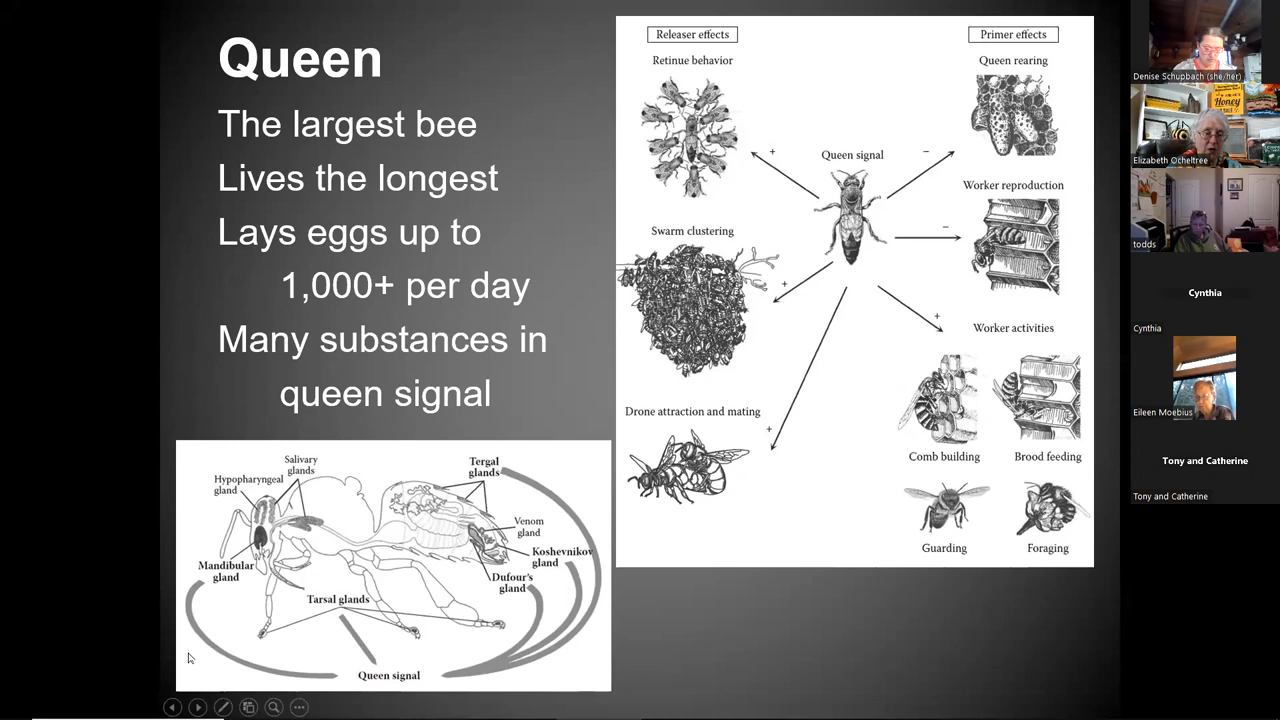 Queen
The largest bee
Lives the longest
Lays eggs up to
1,000+ per day
Many substances in
queen signal
Salivary
glands
Hypopharyngeal
gland
Tergal
glands
Venom
gland
Koshevnikov
gland
Dufour's
gland
Mandibular
gland
Tarsal glands
Queen signal
Releaser effects
Primer effects
Retinue behavior
Queen rearing
Queen signal
+
−
Worker reproduction
−
Swarm clustering
+
+
Worker activities
Drone attraction and mating
+
Comb building
Brood feeding
Guarding
Foraging
Denise Schupbach (she/her)
Honey
Elizabeth Ocheltree
todds
Cynthia
Cynthia
Eileen Moebius
Tony and Catherine
Tony and Catherine